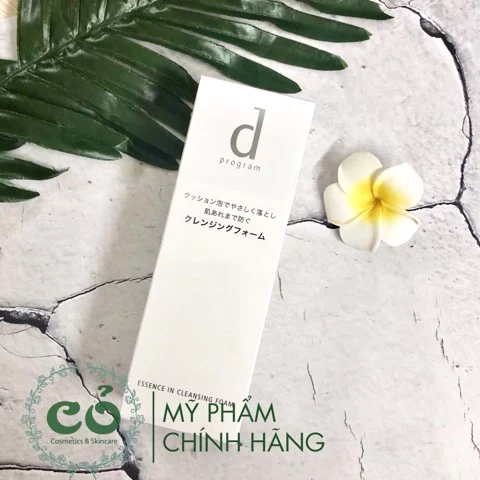 d
program
クッション泡でやさしく落とし
肌あれまで防ぐ
クレンジングフォーム
ESSENCE IN CLEANSING FOAM
CỎ
Cosmetics & Skincare
MỸ PHẨM
CHÍNH HÃNG